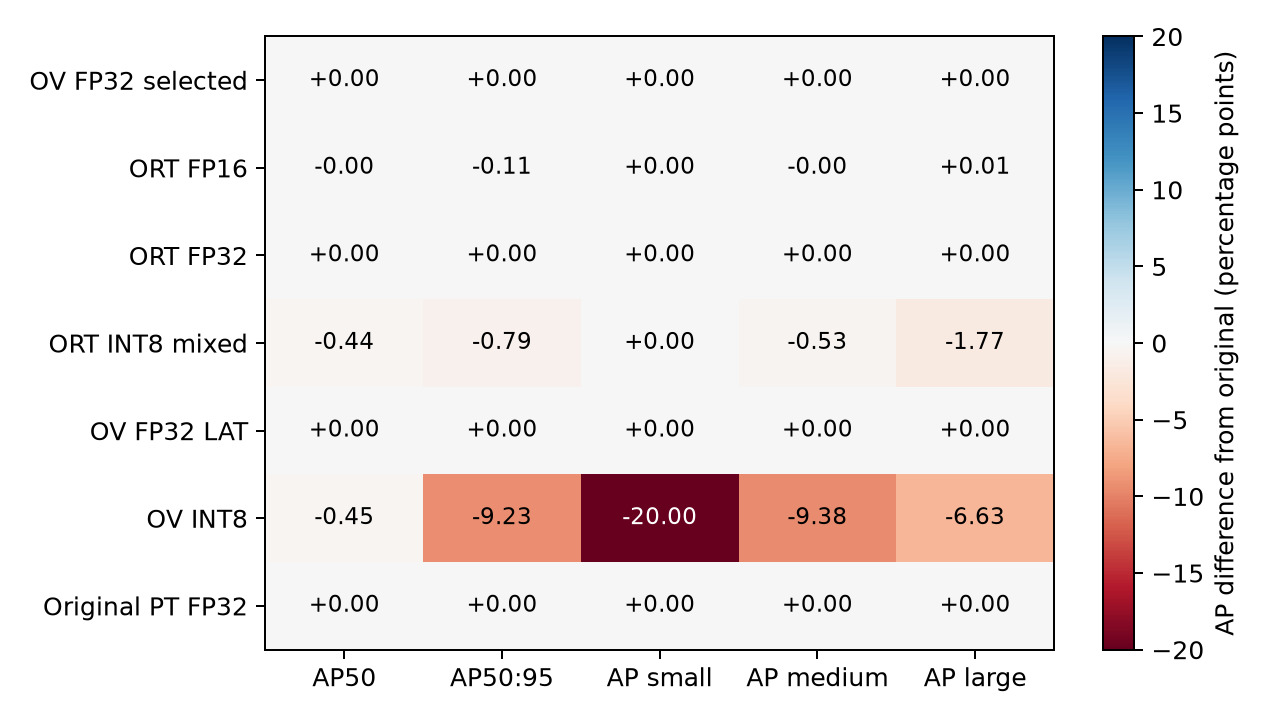 OV FP32 selected +0.00 +0.00 +0.00 +0.00 +0.00
ORT FP16 -0.00 -0.11 +0.00 -0.00 +0.01
ORT FP32 +0.00 +0.00 +0.00 +0.00 +0.00
ORT INT8 mixed -0.44 -0.79 +0.00 -0.53 -1.77
OV FP32 LAT +0.00 +0.00 +0.00 +0.00 +0.00
OV INT8 -0.45 -9.23 -20.00 -9.38 -6.63
Original PT FP32 +0.00 +0.00 +0.00 +0.00 +0.00
AP50 AP50:95 AP small AP medium AP large
20
15
10
5
0
−5
−10
−15
−20
AP difference from original (percentage points)